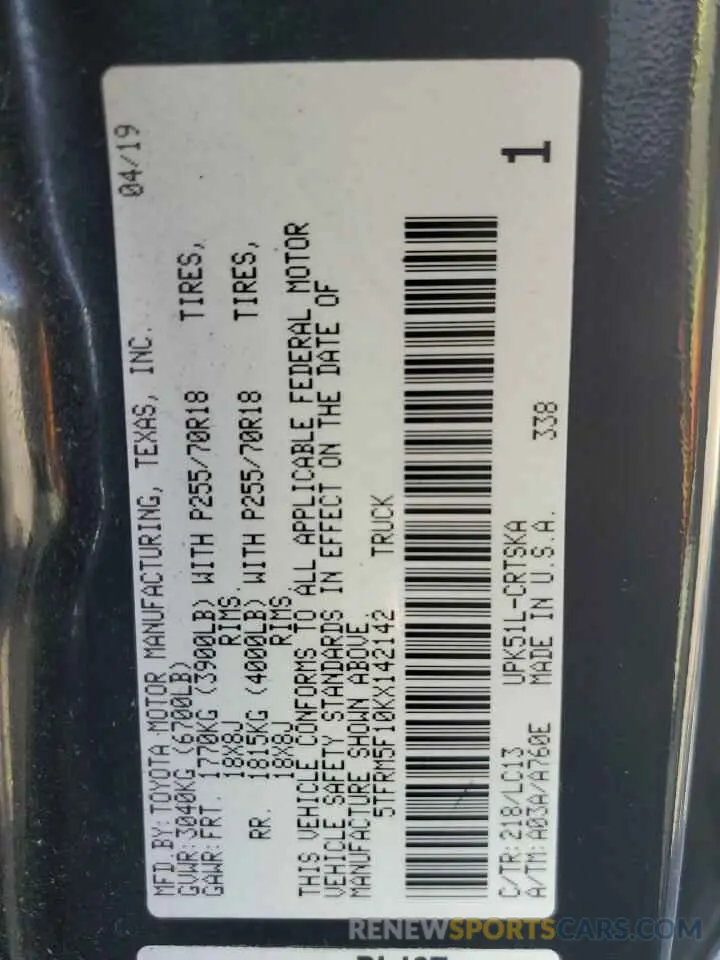 MFD.BY:TOYOTA MOTOR MANUFACTURING, TEXAS, INC. 04/19
GVWR:3040KG (6700LB)
GAWR:FRT. 1770KG (3900LB) WITH P255/70R18 TIRES,
18X8J RIMS.
RR. 1815KG (4000LB) WITH P255/70R18 TIRES,
18X8J RIMS.
THIS VEHICLE CONFORMS TO ALL APPLICABLE FEDERAL MOTOR
VEHICLE SAFETY STANDARDS IN EFFECT ON THE DATE OF
MANUFACTURE SHOWN ABOVE.
5TFRM5F10KX142142 TRUCK
1
C/TR:218/LC13 UPK51L-CRTSKA
A/TM:A03A/A760E MADE IN U.S.A. 338
RENEWSPORTSCARS.COM